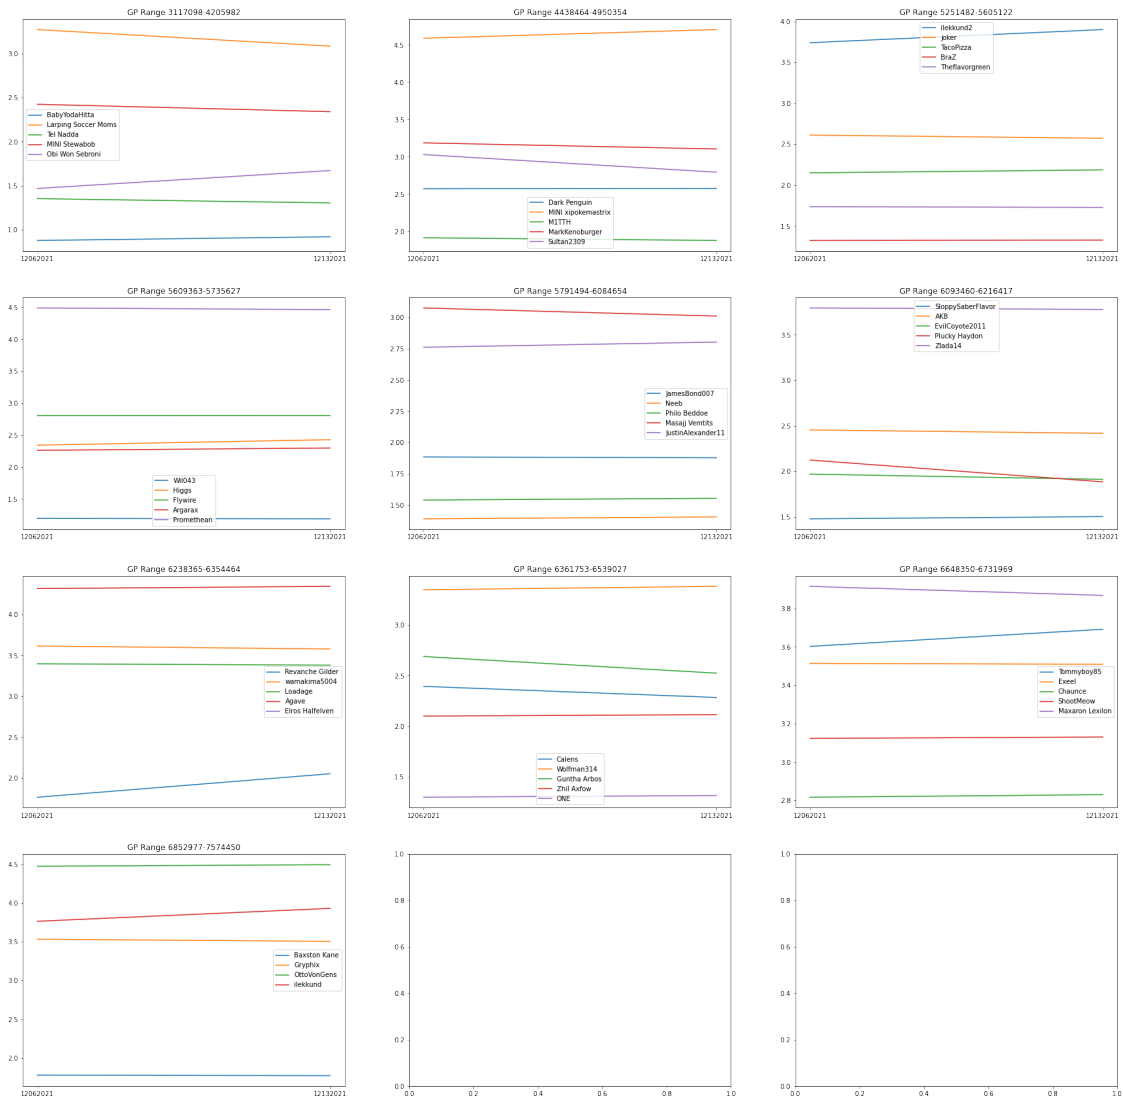 GP Range 3117098-4205982
3.0
2.5
2.0
1.5
1.0
BabyYodaHitta
Larping Soccer Moms
Tel Nadda
MINI Stewabob
Obi Won Sebroni
12062021
12132021
GP Range 4438464-4950354
4.5
4.0
3.5
3.0
2.5
2.0
Dark Penguin
MINI xipokemastrix
M1TTH
MarkKenoburger
Sultan2309
12062021
12132021
GP Range 5251482-5605122
4.0
3.5
3.0
2.5
2.0
1.5
ilekkund2
joker
TacoPizza
BraZ
Theflavorgreen
12062021
12132021
GP Range 5609363-5735627
4.5
4.0
3.5
3.0
2.5
2.0
1.5
Wil043
Higgs
Flywire
Argarax
Promethean
12062021
12132021
GP Range 5791494-6084654
3.00
2.75
2.50
2.25
2.00
1.75
1.50
JamesBond007
Neeb
Philo Beddoe
Masajj Vemtits
JustinAlexander11
12062021
12132021
GP Range 6093460-6216417
3.5
3.0
2.5
2.0
1.5
SloppySaberFlavor
AKB
EvilCoyote2011
Plucky Haydon
Zlada14
12062021
12132021
GP Range 6238365-6354464
4.0
3.5
3.0
2.5
2.0
Revanche Gilder
wamakima5004
Loadage
Agave
Elros Halfelven
12062021
12132021
GP Range 6361753-6539027
3.0
2.5
2.0
1.5
Calens
Wolfman314
Guntha Arbos
Zhil Axfow
ONE
12062021
12132021
GP Range 6648350-6731969
3.8
3.6
3.4
3.2
3.0
2.8
Tommyboy85
Exeel
Chaunce
ShootMeow
Maxaron Lexilon
12062021
12132021
GP Range 6852977-7574450
4.5
4.0
3.5
3.0
2.5
2.0
Baxston Kane
Gryphix
OttoVonGens
ilekkund
12062021
12132021
1.0
0.8
0.6
0.4
0.2
0.0
0.0
0.2
0.4
0.6
0.8
1.0
1.0
0.8
0.6
0.4
0.2
0.0
0.0
0.2
0.4
0.6
0.8
1.0